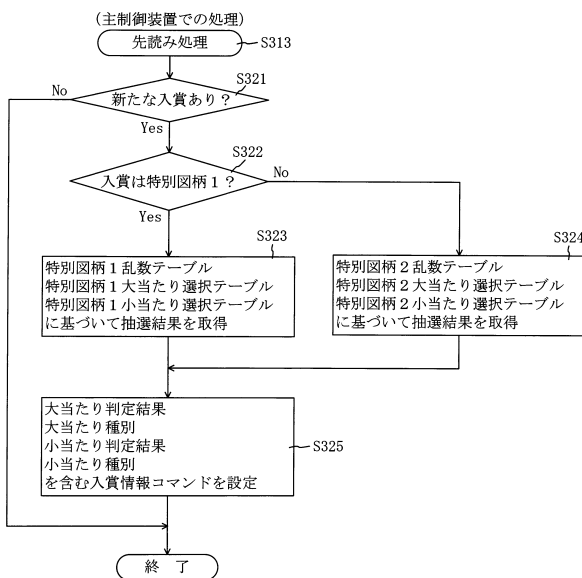 (主制御装置での処理)
先読み処理
S313
S321
No
新たな入賞あり？
Yes
S322
入賞は特別図柄１？
No
Yes
S323
特別図柄１乱数テーブル
特別図柄１大当たり選択テーブル
特別図柄１小当たり選択テーブル
に基づいて抽選結果を取得
S324
特別図柄２乱数テーブル
特別図柄２大当たり選択テーブル
特別図柄２小当たり選択テーブル
に基づいて抽選結果を取得
大当たり判定結果
大当たり種別
小当たり判定結果
小当たり種別
を含む入賞情報コマンドを設定
S325
終 了